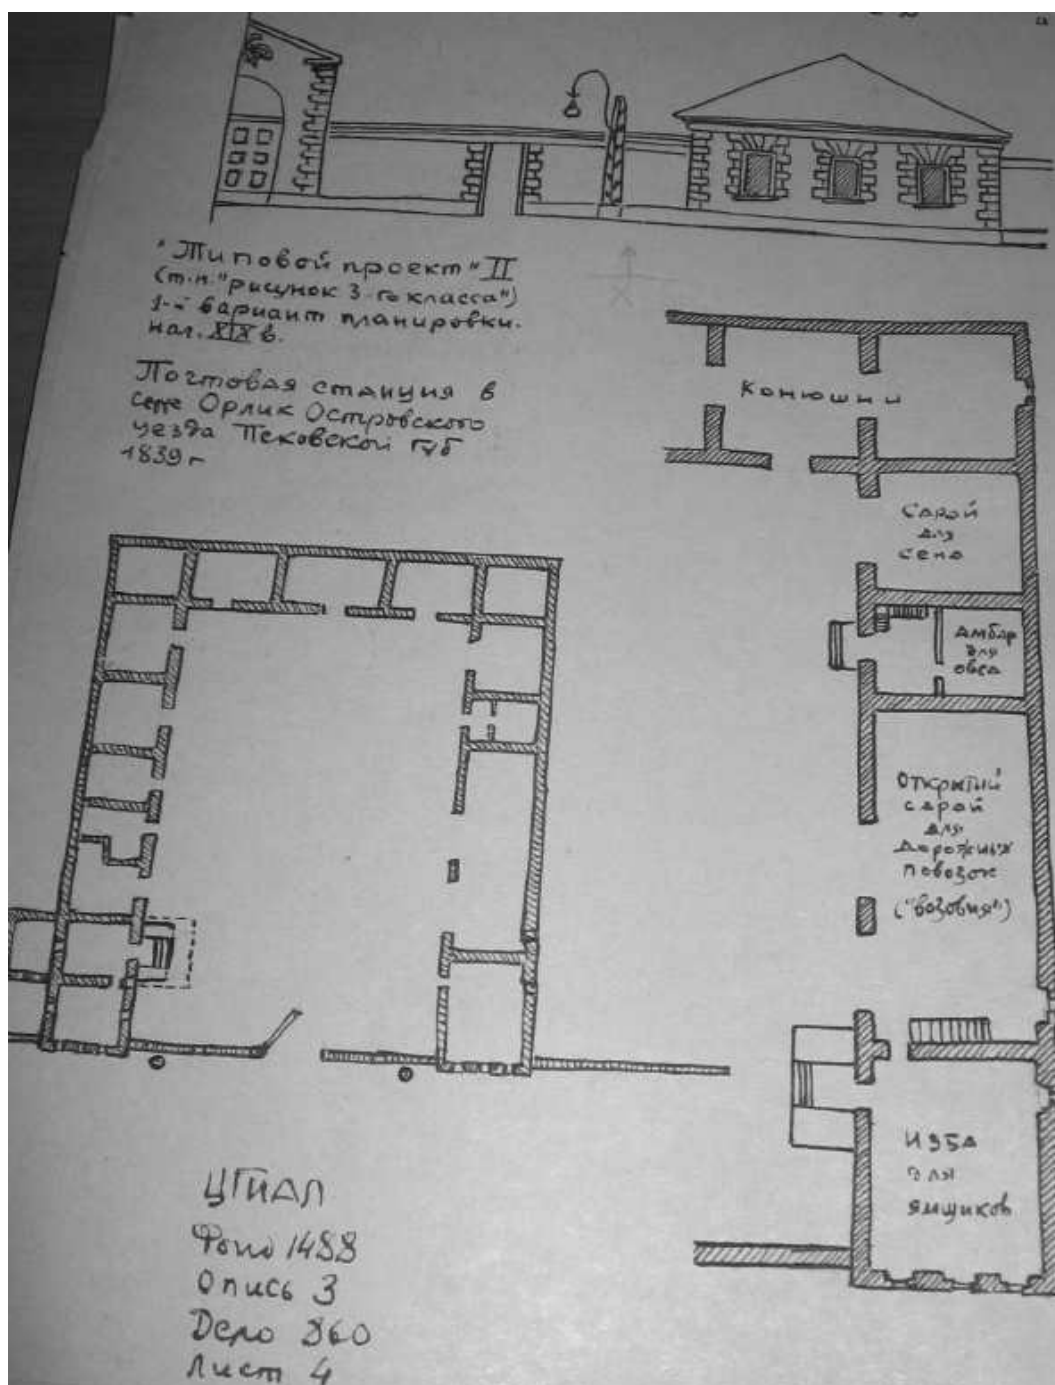 "Типовой проект" II
(т.н. "рисунок 3-го класса")
1-й вариант планировки.
нач. XIX в.
Почтовая станция в
селе Орлик Островского
уезда Псковской губ
1839 г
Конюшни
Сарай
для
сена
Амбар
для
овса
Открытый
сарай
для
дорожных
повозок
("возовня")
Изба
для
ямщиков
ЦГИАЛ
Фонд 1488
Опись 3
Дело 860
Лист 4